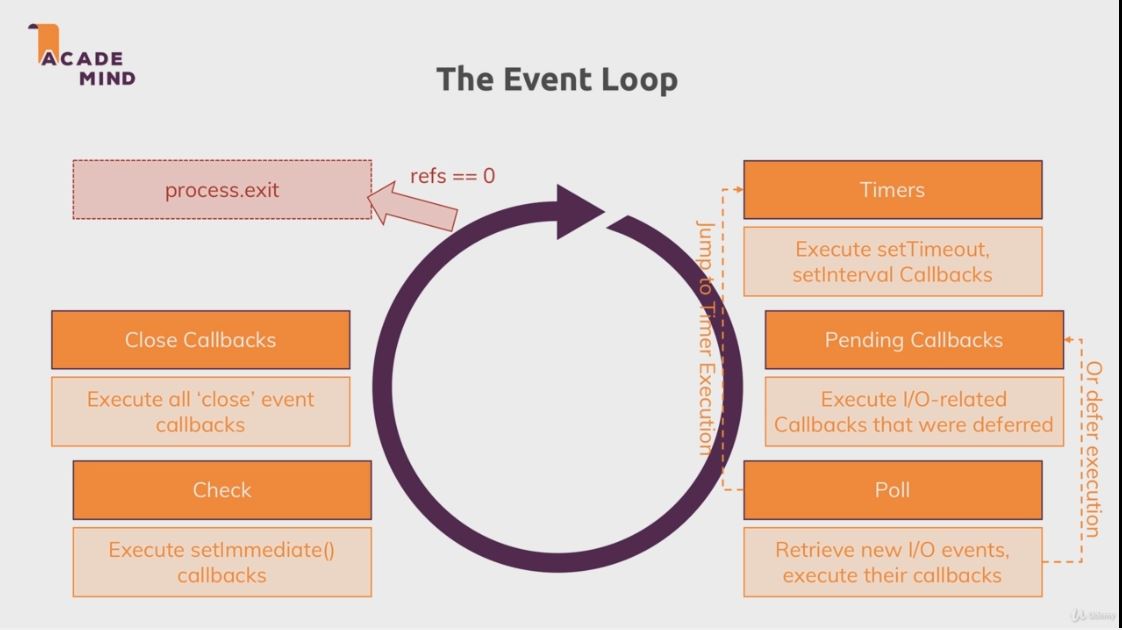 ACADE
MIND
The Event Loop
process.exit
refs == 0
Timers
Execute setTimeout,
setInterval Callbacks
Jump to Timer Execution
Close Callbacks
Execute all ‘close’ event
callbacks
Pending Callbacks
Execute I/O-related
Callbacks that were deferred
Or defer execution
Check
Execute setImmediate()
callbacks
Poll
Retrieve new I/O events,
execute their callbacks
Udemy